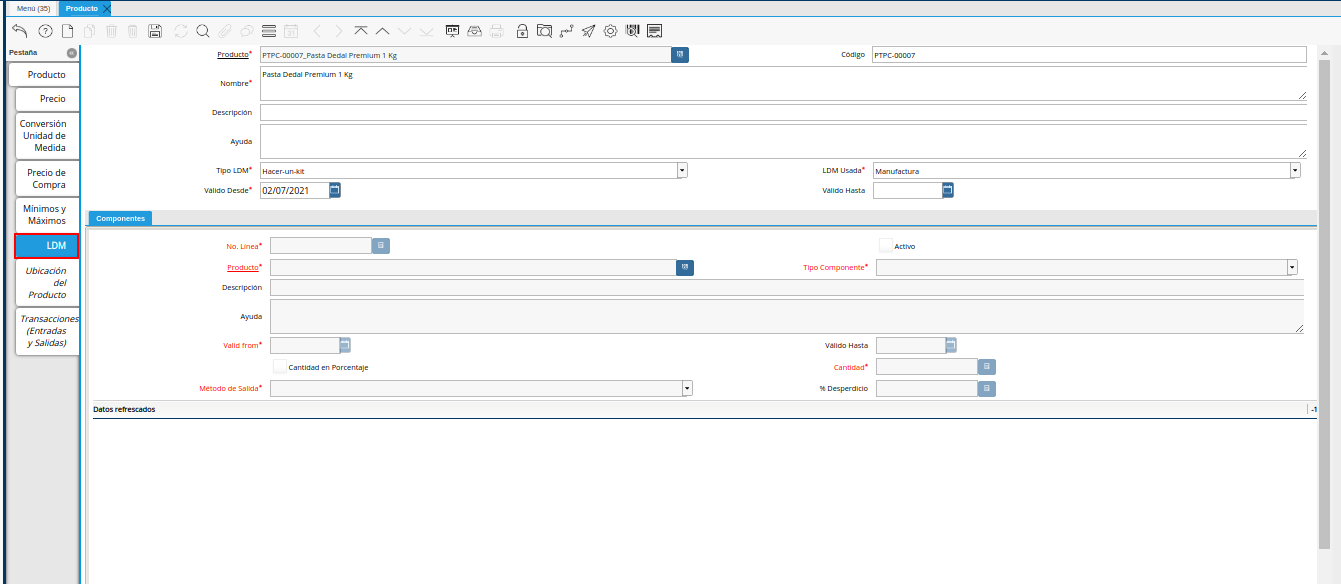 Menú (35) Producto
Pestaña
Producto
Precio
Conversión
Unidad de
Medida
Precio de
Compra
Mínimos y
Máximos
LDM
Ubicación
del
Producto
Transacciones
(Entradas
y Salidas)
Producto* PTPC-00007_Pasta Dedal Premium 1 Kg Código PTPC-00007
Nombre* Pasta Dedal Premium 1 Kg
Descripción
Ayuda
Tipo LDM* Hacer-un-kit LDM Usada* Manufactura
Válido Desde* 02/07/2021 Válido Hasta
Componentes
No. Línea* Activo
Producto* Tipo Componente*
Descripción
Ayuda
Valid from* Válido Hasta
Cantidad en Porcentaje Cantidad*
Método de Salida* % Desperdicio
Datos refrescados -1